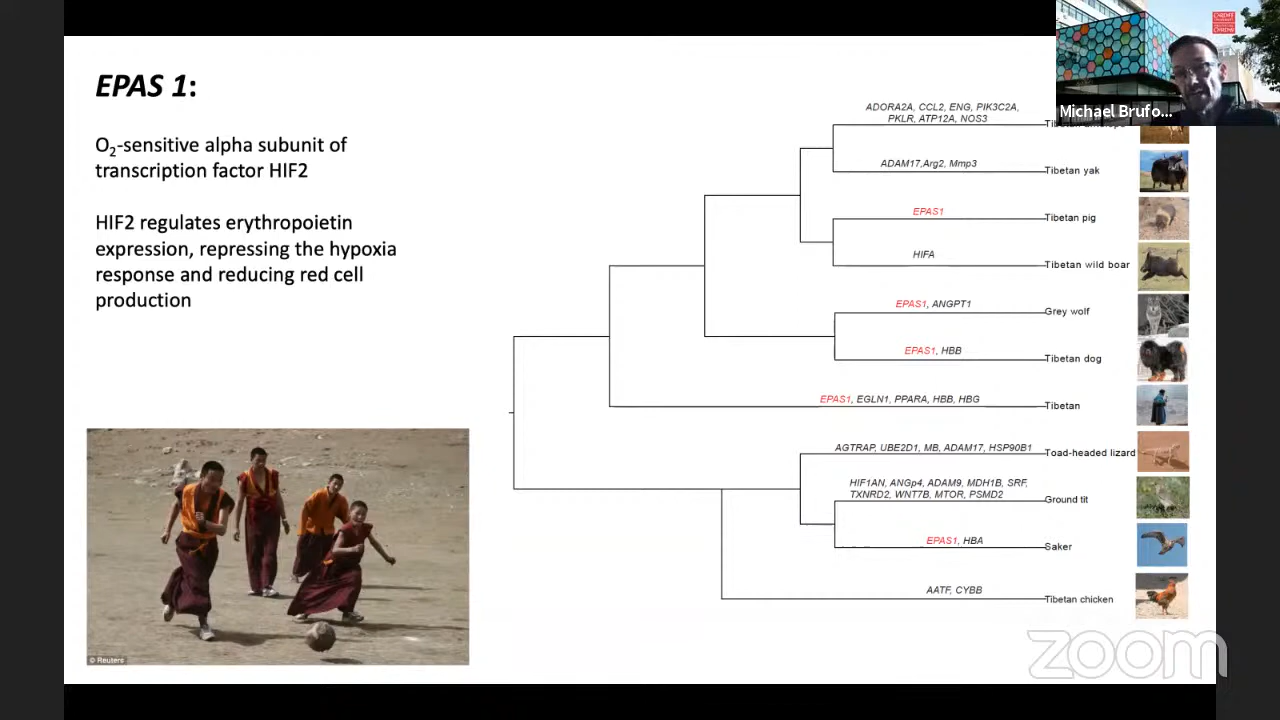 EPAS 1:
O2-sensitive alpha subunit of
transcription factor HIF2
HIF2 regulates erythropoietin
expression, repressing the hypoxia
response and reducing red cell
production
© Reuters
ADORA2A, CCL2, ENG, PIK3C2A,
PKLR, ATP12A, NOS3
ADAM17,Arg2, Mmp3
Tibetan yak
EPAS1
Tibetan pig
HIFA
Tibetan wild boar
EPAS1, ANGPT1
Grey wolf
EPAS1, HBB
Tibetan dog
EPAS1, EGLN1, PPARA, HBB, HBG
Tibetan
AGTRAP, UBE2D1, MB, ADAM17, HSP90B1
Toad-headed lizard
HIF1AN, ANGp4, ADAM9, MDH1B, SRF,
TXNRD2, WNT7B, MTOR, PSMD2
Ground tit
EPAS1, HBA
Saker
AATF, CYBB
Tibetan chicken
Michael Brufo...
zoom